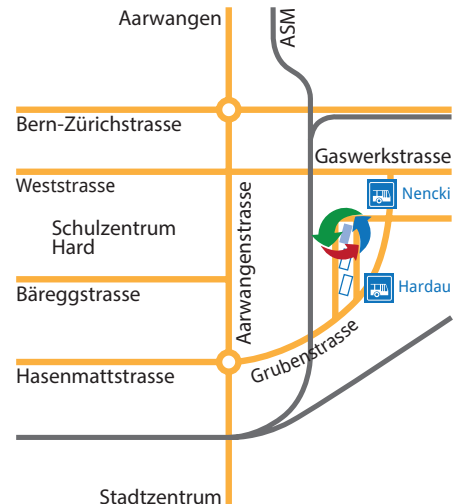 Aarwangen
ASM
Bern-Zürichstrasse
Gaswerkstrasse
Weststrasse
Nencki
Schulzentrum
Hard
Aarwangenstrasse
Bäreggstrasse
Hardau
Grubenstrasse
Hasenmattstrasse
Stadtzentrum